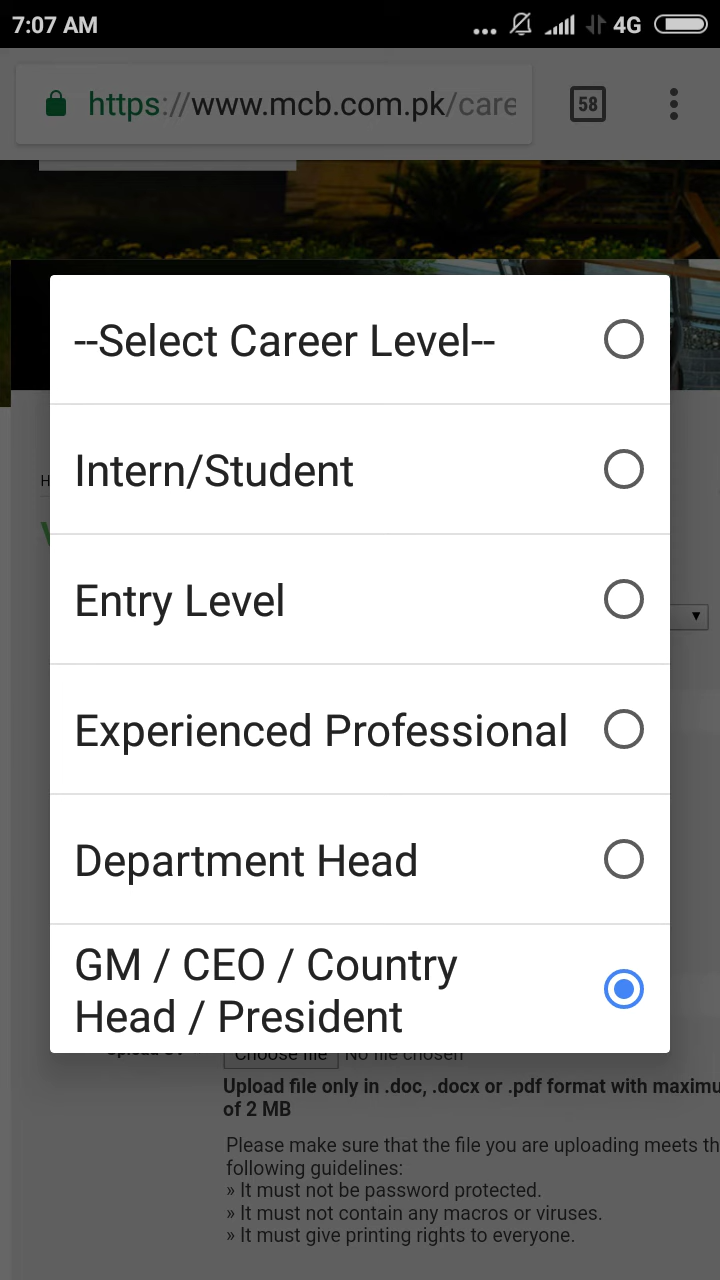 7:07 AM
4G
https://www.mcb.com.pk/care
58
--Select Career Level--
Intern/Student
Entry Level
Experienced Professional
Department Head
GM / CEO / Country
Head / President
Choose file No file chosen
Upload file only in .doc, .docx or .pdf format with maximu
of 2 MB
Please make sure that the file you are uploading meets th
following guidelines:
» It must not be password protected.
» It must not contain any macros or viruses.
» It must give printing rights to everyone.